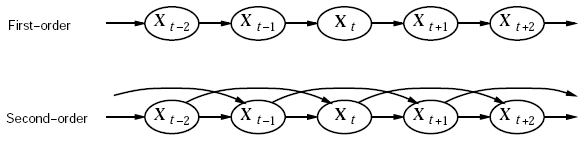 First-order X t-2 X t-1 X t X t+1 X t+2
Second-order X t-2 X t-1 X t X t+1 X t+2